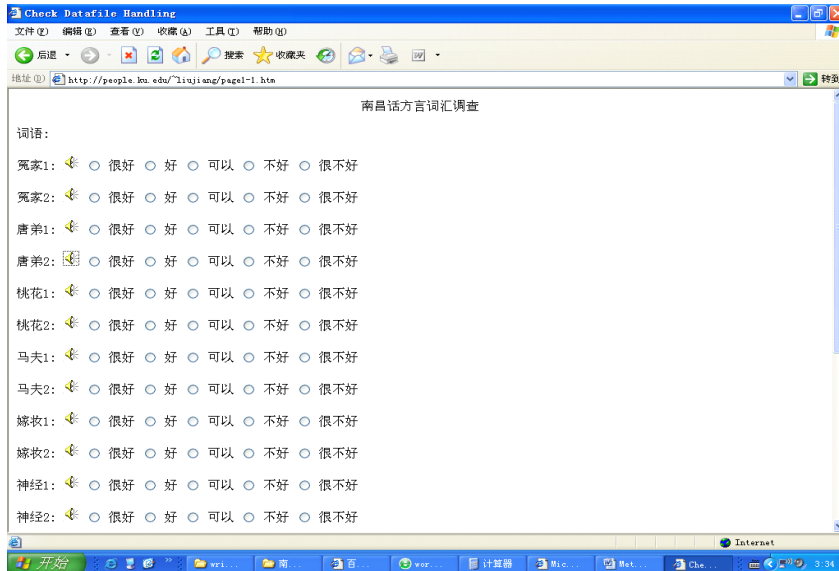 Check Datafile Handling
文件(F) 编辑(E) 查看(V) 收藏(A) 工具(T) 帮助(H)
后退 搜索 收藏夹
地址(D) http://people.ku.edu/~liujiang/page1-1.htm 转到
南昌话方言词汇调查
词语:
冤家1: 很好 好 可以 不好 很不好
冤家2: 很好 好 可以 不好 很不好
唐弟1: 很好 好 可以 不好 很不好
唐弟2: 很好 好 可以 不好 很不好
桃花1: 很好 好 可以 不好 很不好
桃花2: 很好 好 可以 不好 很不好
马夫1: 很好 好 可以 不好 很不好
马夫2: 很好 好 可以 不好 很不好
嫁妆1: 很好 好 可以 不好 很不好
嫁妆2: 很好 好 可以 不好 很不好
神经1: 很好 好 可以 不好 很不好
神经2: 很好 好 可以 不好 很不好
Internet
开始 wri... 南... 百... wor... 计算器 Mic... Met... Che... 3:34